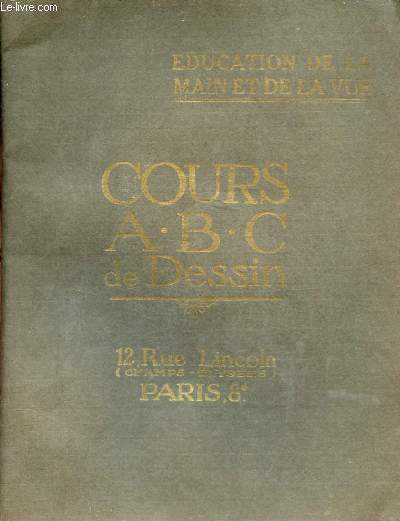 © Le-livre.com
EDUCATION DE LA
MAIN ET DE LA VUE
COURS
A·B·C
de Dessin
12, Rue Lincoln
(CHAMPS-ELYSÉES)
PARIS, 8ᵉ